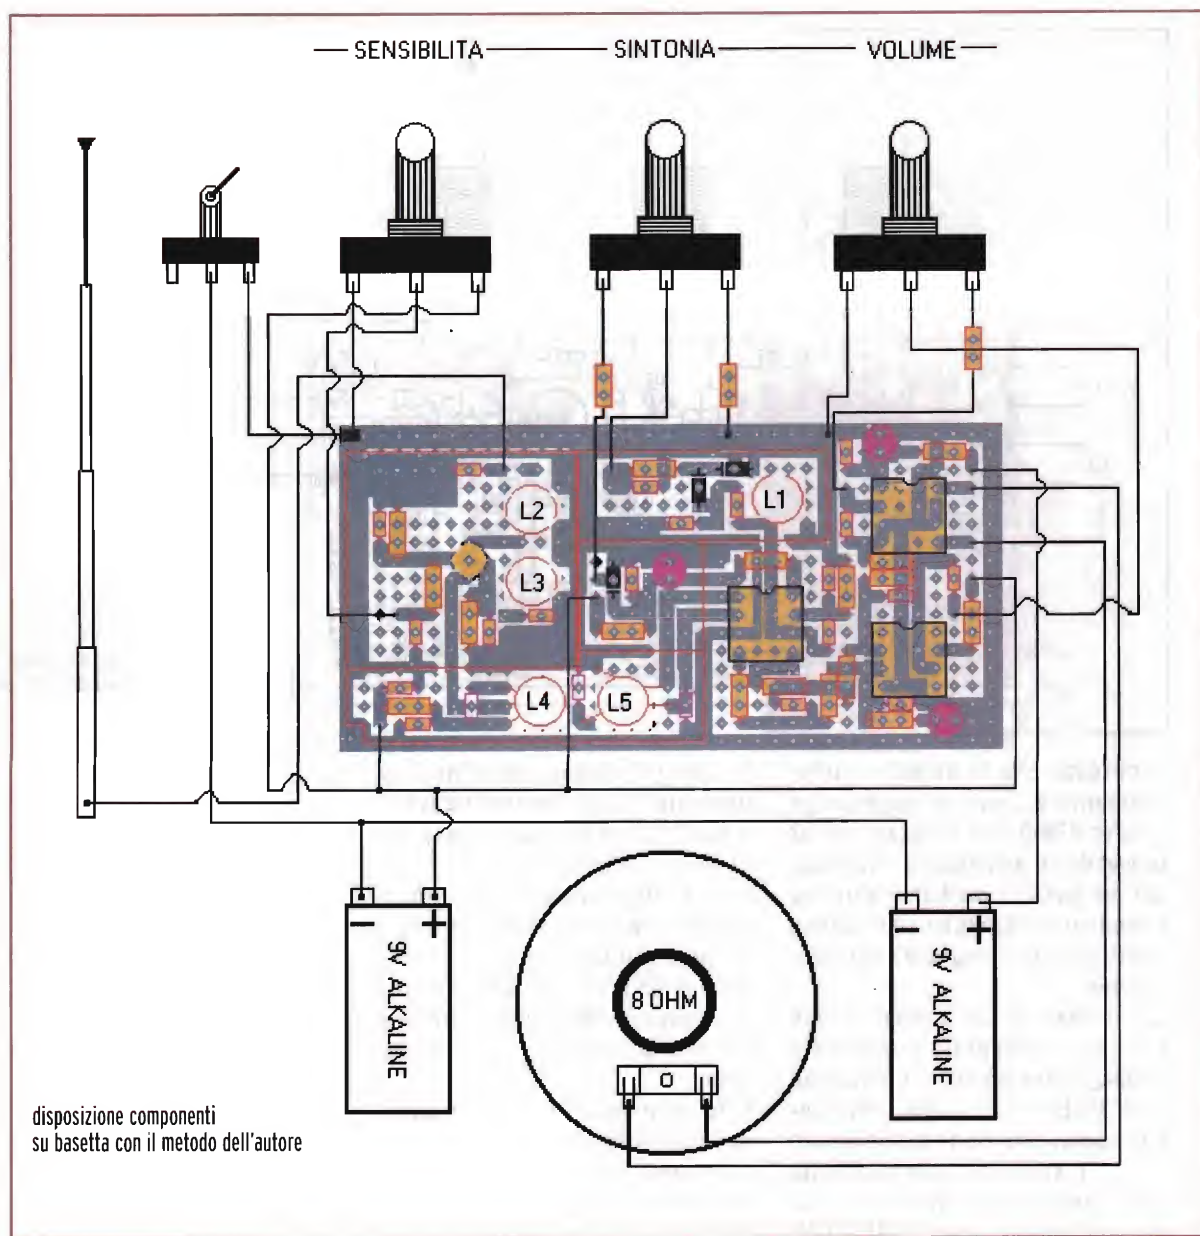 SENSIBILITA
SINTONIA
VOLUME
L2
L1
L3
L4
L5
- +
9V ALKALINE
8 OHM
- +
9V ALKALINE
disposizione componenti
su basetta con il metodo dell'autore